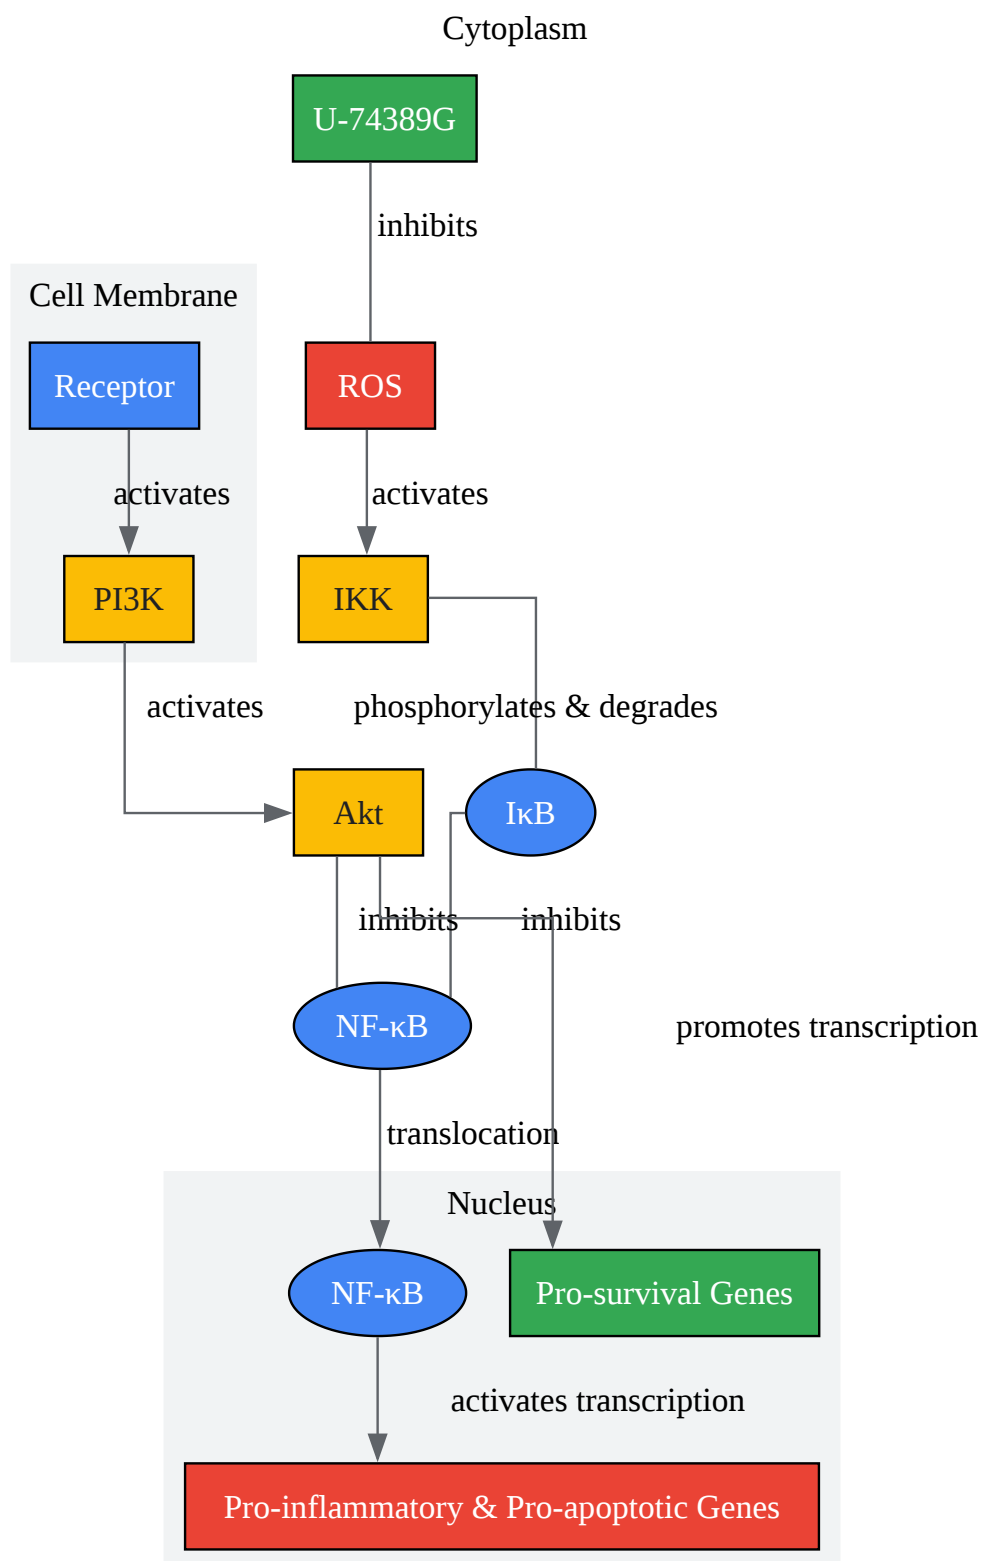 Cytoplasm
U-74389G
inhibits
Cell Membrane
Receptor
ROS
activates
activates
PI3K
IKK
activates
phosphorylates & degrades
Akt
IκB
inhibits
inhibits
NF-κB
promotes transcription
translocation
Nucleus
NF-κB
Pro-survival Genes
activates transcription
Pro-inflammatory & Pro-apoptotic Genes